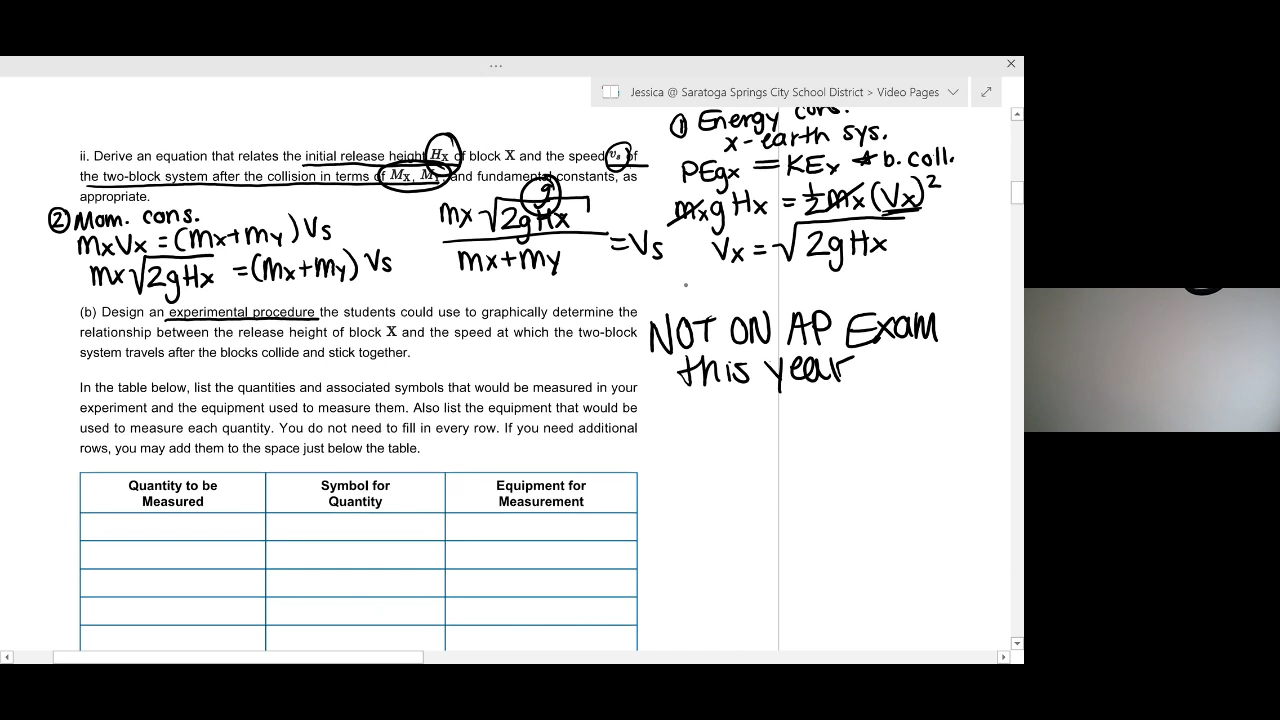 ...
Jessica @ Saratoga Springs City School District > Video Pages
① Energy cons.
x-earth sys.
PEgx = KEx * b. coll.
mxg Hx = ½mx (Vx)²
Vx = √2gHx
ii. Derive an equation that relates the initial release height Hx of block X and the speed vs of
the two-block system after the collision in terms of Mx, MY, and fundamental constants, as
appropriate.
g
② Mom. cons.
mxVx = (mx+my) Vs
mx√2gHx = (mx+my) Vs
mx √2gHx
mx+my
= Vs
(b) Design an experimental procedure the students could use to graphically determine the
relationship between the release height of block X and the speed at which the two-block
system travels after the blocks collide and stick together.
NOT ON AP Exam
this year
In the table below, list the quantities and associated symbols that would be measured in your
experiment and the equipment used to measure them. Also list the equipment that would be
used to measure each quantity. You do not need to fill in every row. If you need additional
rows, you may add them to the space just below the table.
Quantity to be
Measured
Symbol for
Quantity
Equipment for
Measurement